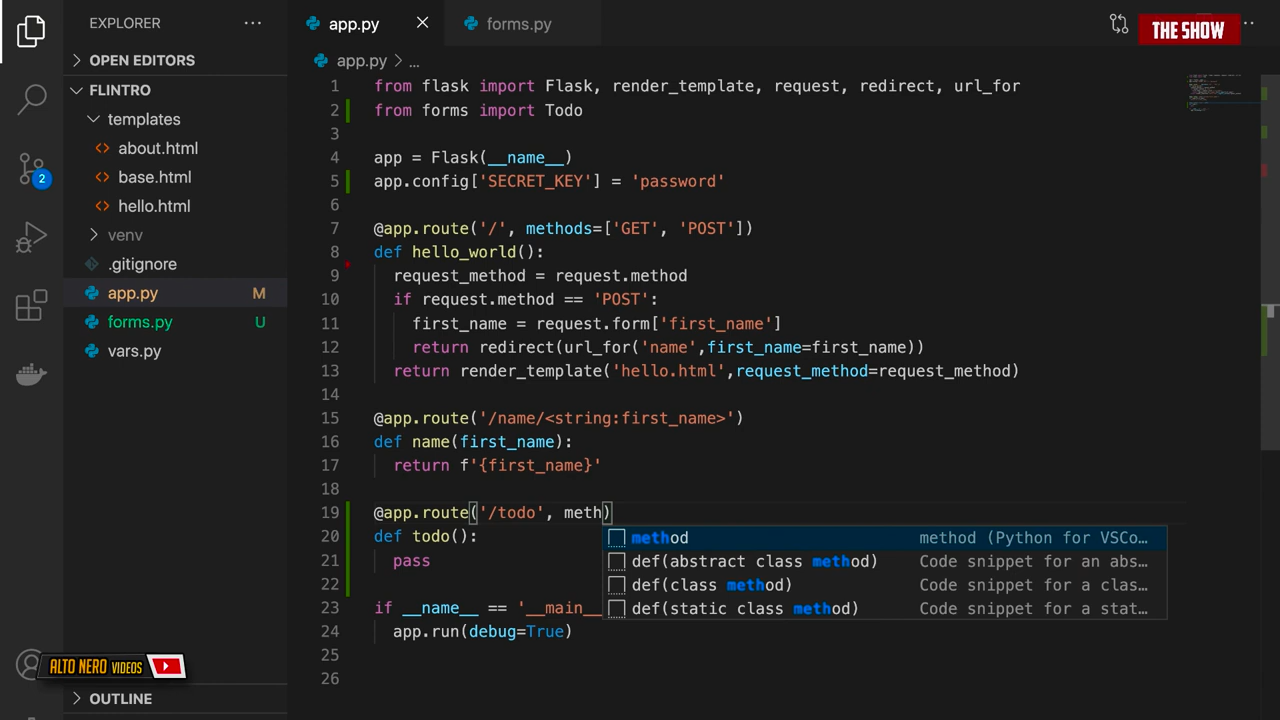 EXPLORER
OPEN EDITORS
FLINTRO
templates
about.html
base.html
hello.html
venv
.gitignore
app.py M
forms.py U
vars.py
OUTLINE
2
app.py
forms.py
THE SHOW
app.py > ...
1 from flask import Flask, render_template, request, redirect, url_for
2 from forms import Todo
3
4 app = Flask(__name__)
5 app.config['SECRET_KEY'] = 'password'
6
7 @app.route('/', methods=['GET', 'POST'])
8 def hello_world():
9 request_method = request.method
10 if request.method == 'POST':
11 first_name = request.form['first_name']
12 return redirect(url_for('name',first_name=first_name))
13 return render_template('hello.html',request_method=request_method)
14
15 @app.route('/name/<string:first_name>')
16 def name(first_name):
17 return f'{first_name}'
18
19 @app.route('/todo', meth)
20 def todo():
21 pass
22
23 if __name__ == '__main__
24 app.run(debug=True)
25
26
method method (Python for VSCo…
def(abstract class method) Code snippet for an abs…
def(class method) Code snippet for a clas…
def(static class method) Code snippet for a stat…
ALTO NERO VIDEOS